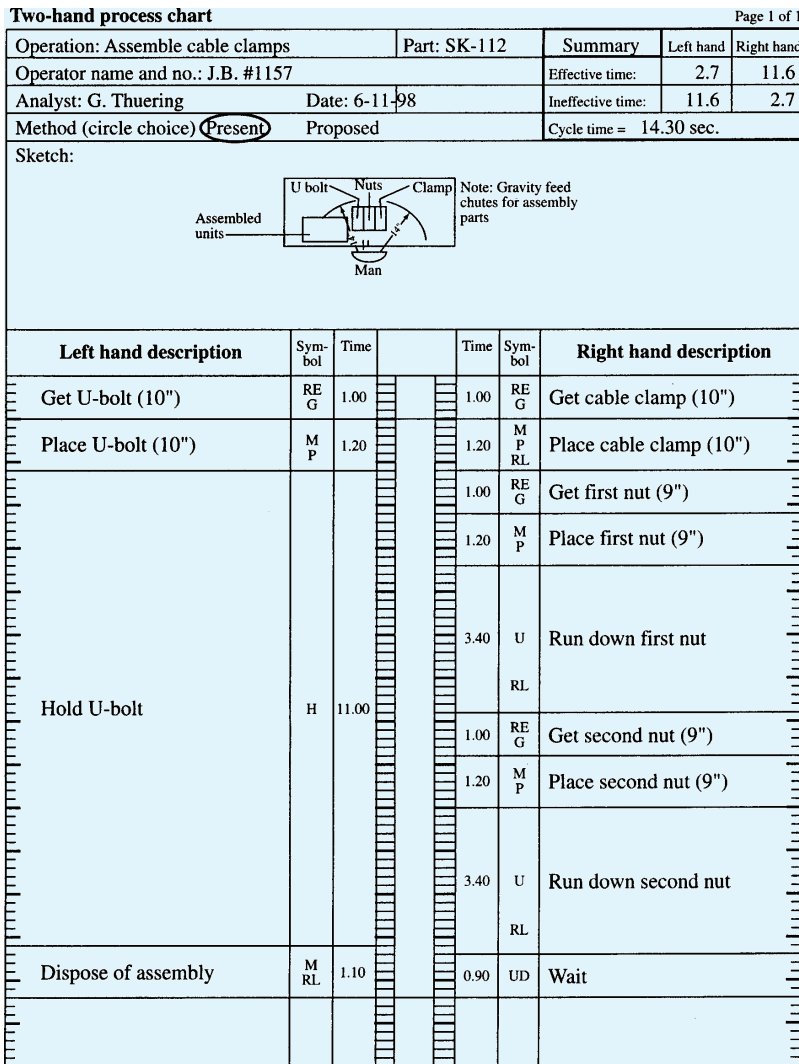 Two-hand process chart Page 1 of 1
Operation: Assemble cable clamps Part: SK-112 Summary Left hand Right hand
Operator name and no.: J.B. #1157 Effective time: 2.7 11.6
Analyst: G. Thuering Date: 6-11-98 Ineffective time: 11.6 2.7
Method (circle choice) Present Proposed Cycle time = 14.30 sec.
Sketch:
U bolt Nuts Clamp Note: Gravity feed
chutes for assembly
parts
Assembled
units
14"
Man
Left hand description Sym-
bol Time Time Sym-
bol Right hand description
Get U-bolt (10") RE
G 1.00 1.00 RE
G Get cable clamp (10")
Place U-bolt (10") M
P 1.20 1.20 M
P
RL Place cable clamp (10")
1.00 RE
G Get first nut (9")
1.20 M
P Place first nut (9")
3.40 U Run down first nut
RL
Hold U-bolt H 11.00
1.00 RE
G Get second nut (9")
1.20 M
P Place second nut (9")
3.40 U Run down second nut
RL
Dispose of assembly M
RL 1.10 0.90 UD Wait